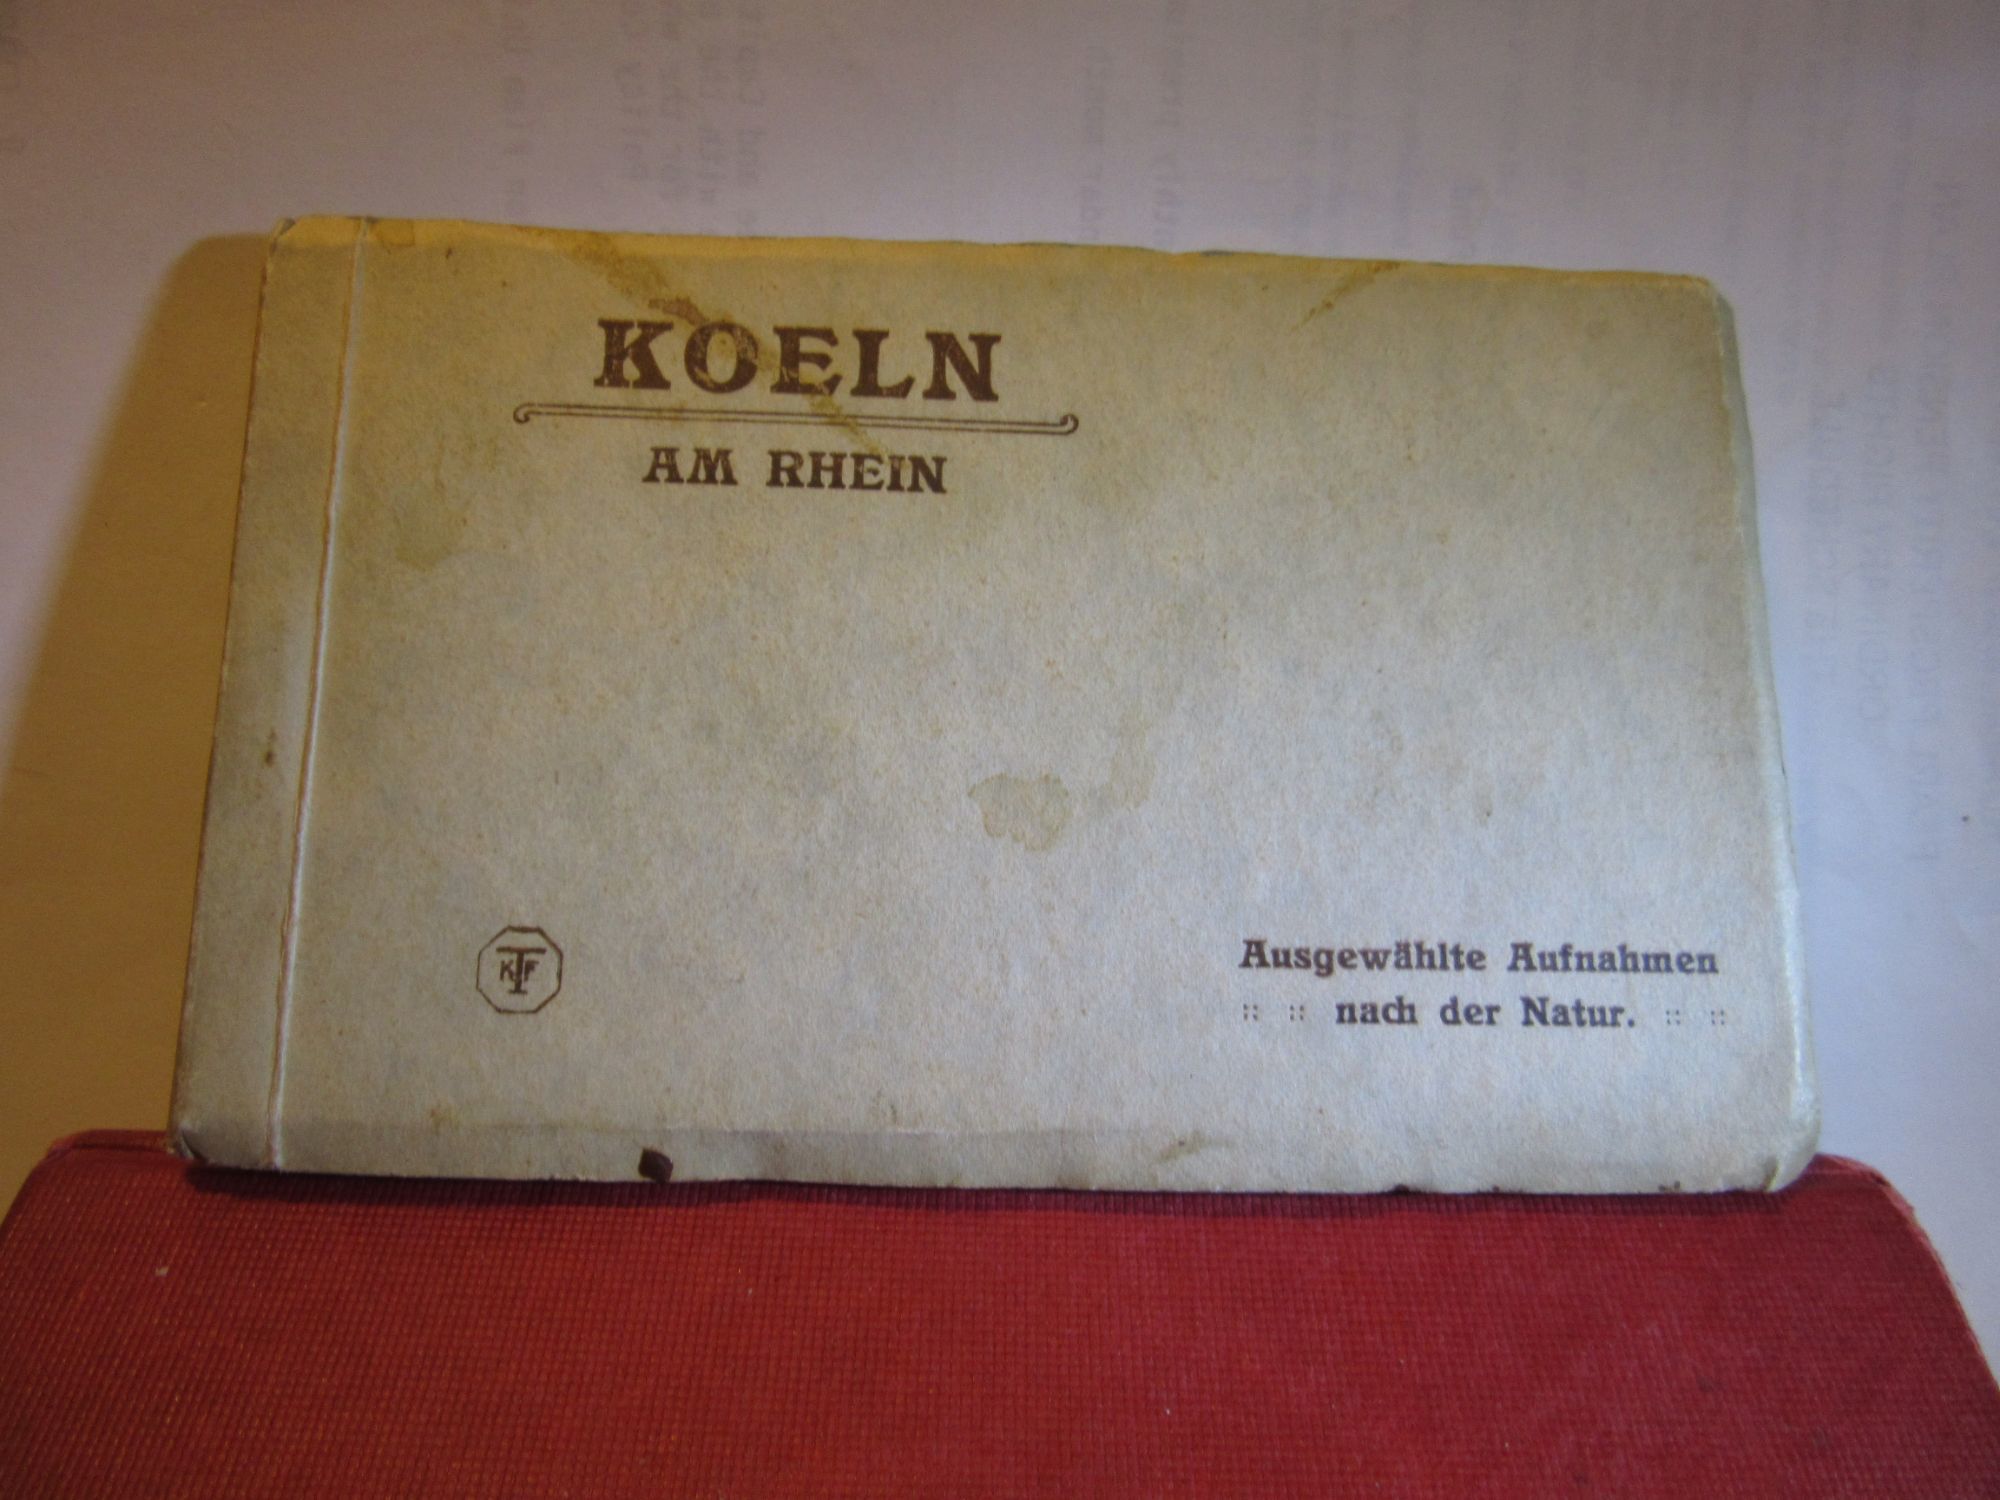 KOELN
AM RHEIN
KTF
Ausgewählte Aufnahmen
:: :: nach der Natur. :: ::